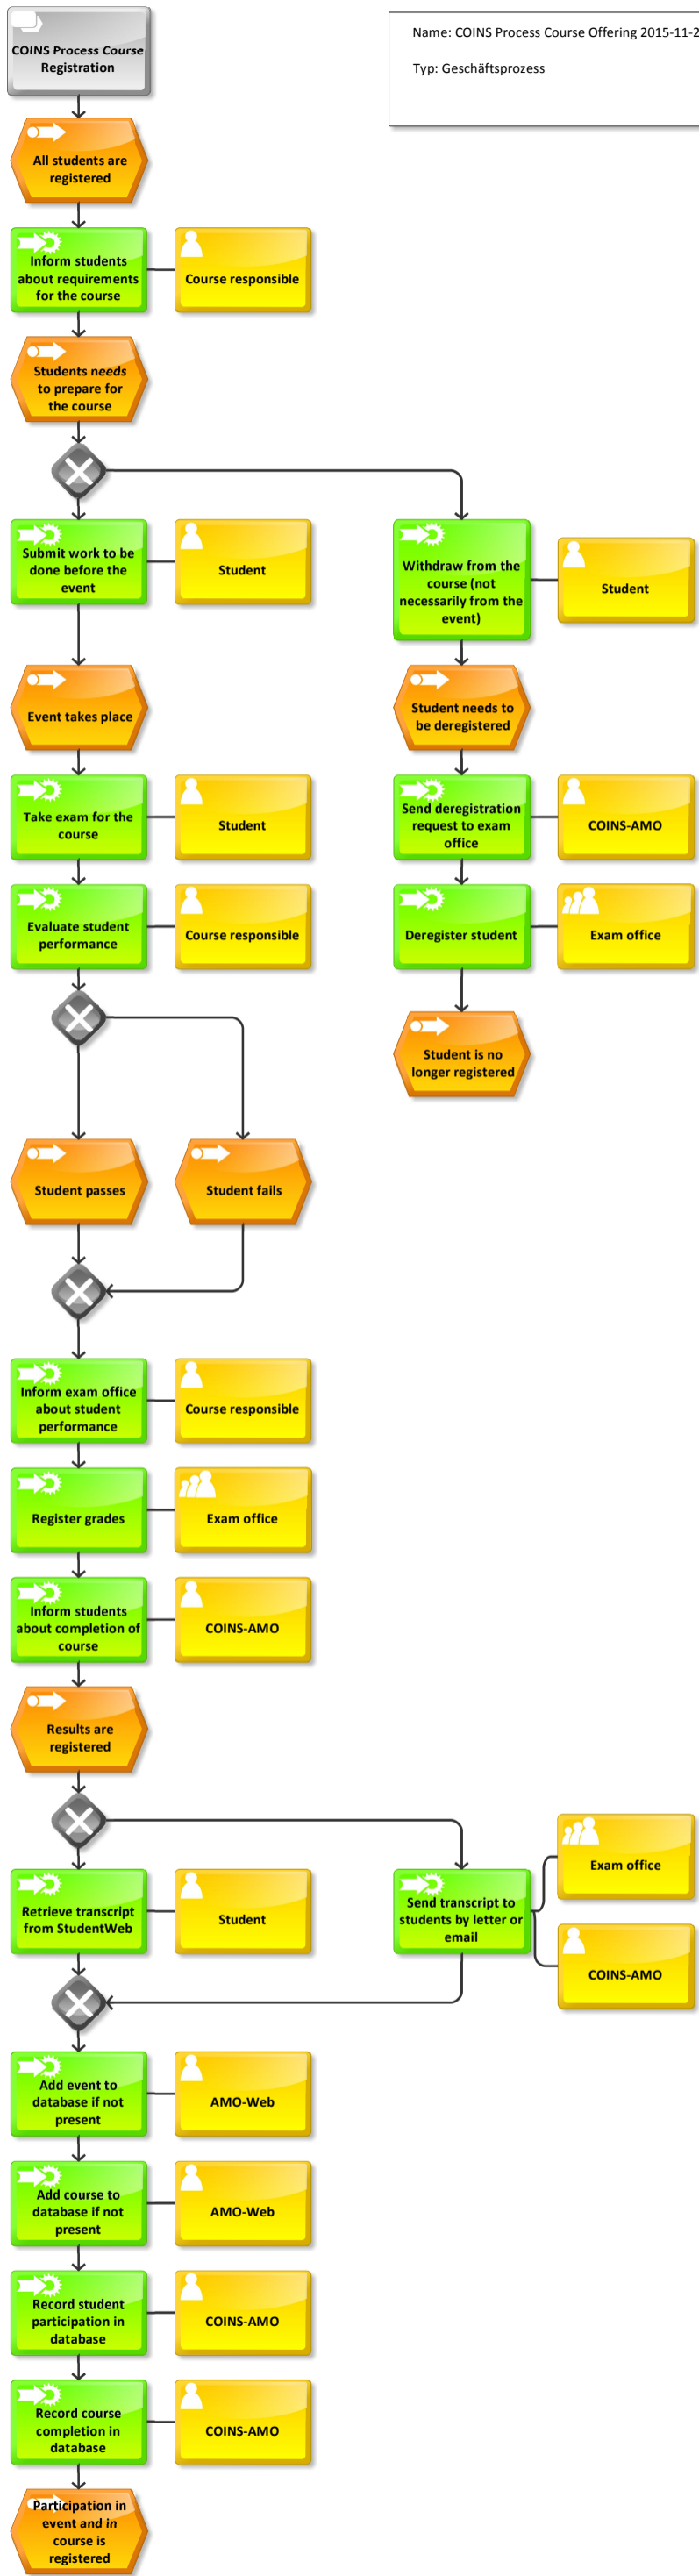 Name: COINS Process Course Offering 2015-11-2
Typ: Geschäftsprozess
COINS Process Course
Registration
All students are
registered
Inform students
about requirements
for the course
Course responsible
Students needs
to prepare for
the course
Submit work to be
done before the
event
Student
Withdraw from the
course (not
necessarily from the
event)
Student
Event takes place
Student needs to
be deregistered
Take exam for the
course
Student
Send deregistration
request to exam
office
COINS-AMO
Evaluate student
performance
Course responsible
Deregister student
Exam office
Student is no
longer registered
Student passes
Student fails
Inform exam office
about student
performance
Course responsible
Register grades
Exam office
Inform students
about completion of
course
COINS-AMO
Results are
registered
Retrieve transcript
from StudentWeb
Student
Send transcript to
students by letter or
email
Exam office
COINS-AMO
Add event to
database if not
present
AMO-Web
Add course to
database if not
present
AMO-Web
Record student
participation in
database
COINS-AMO
Record course
completion in
database
COINS-AMO
Participation in
event and in
course is
registered